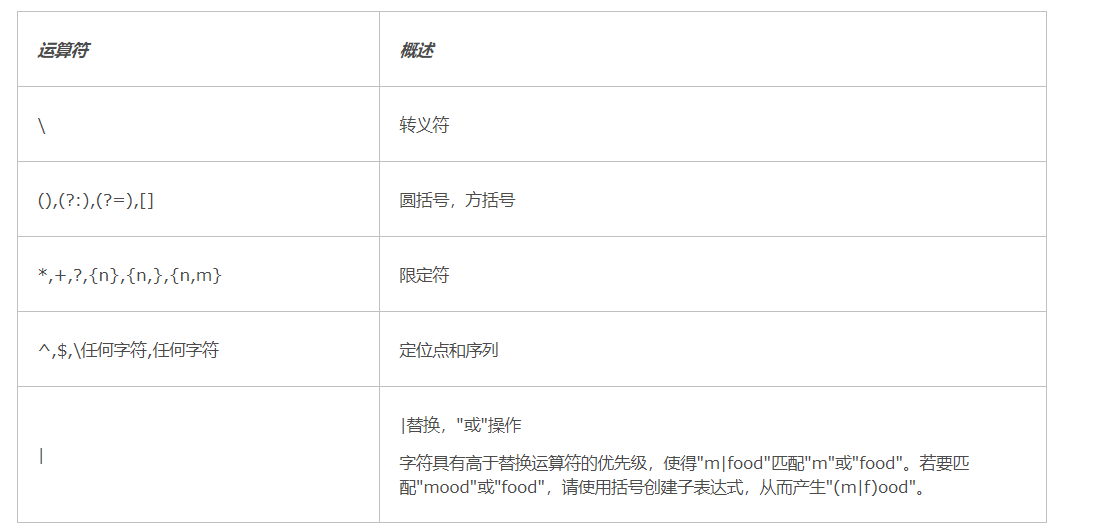 运算符 概述
\ 转义符
(),(?:),(?=),[] 圆括号，方括号
*,+,?,{n},{n,},{n,m} 限定符
^,$,\任何字符,任何字符 定位点和序列
|替换，"或"操作
| 字符具有高于替换运算符的优先级，使得"m|food"匹配"m"或"food"。若要匹
配"mood"或"food"，请使用括号创建子表达式，从而产生"(m|f)ood"。